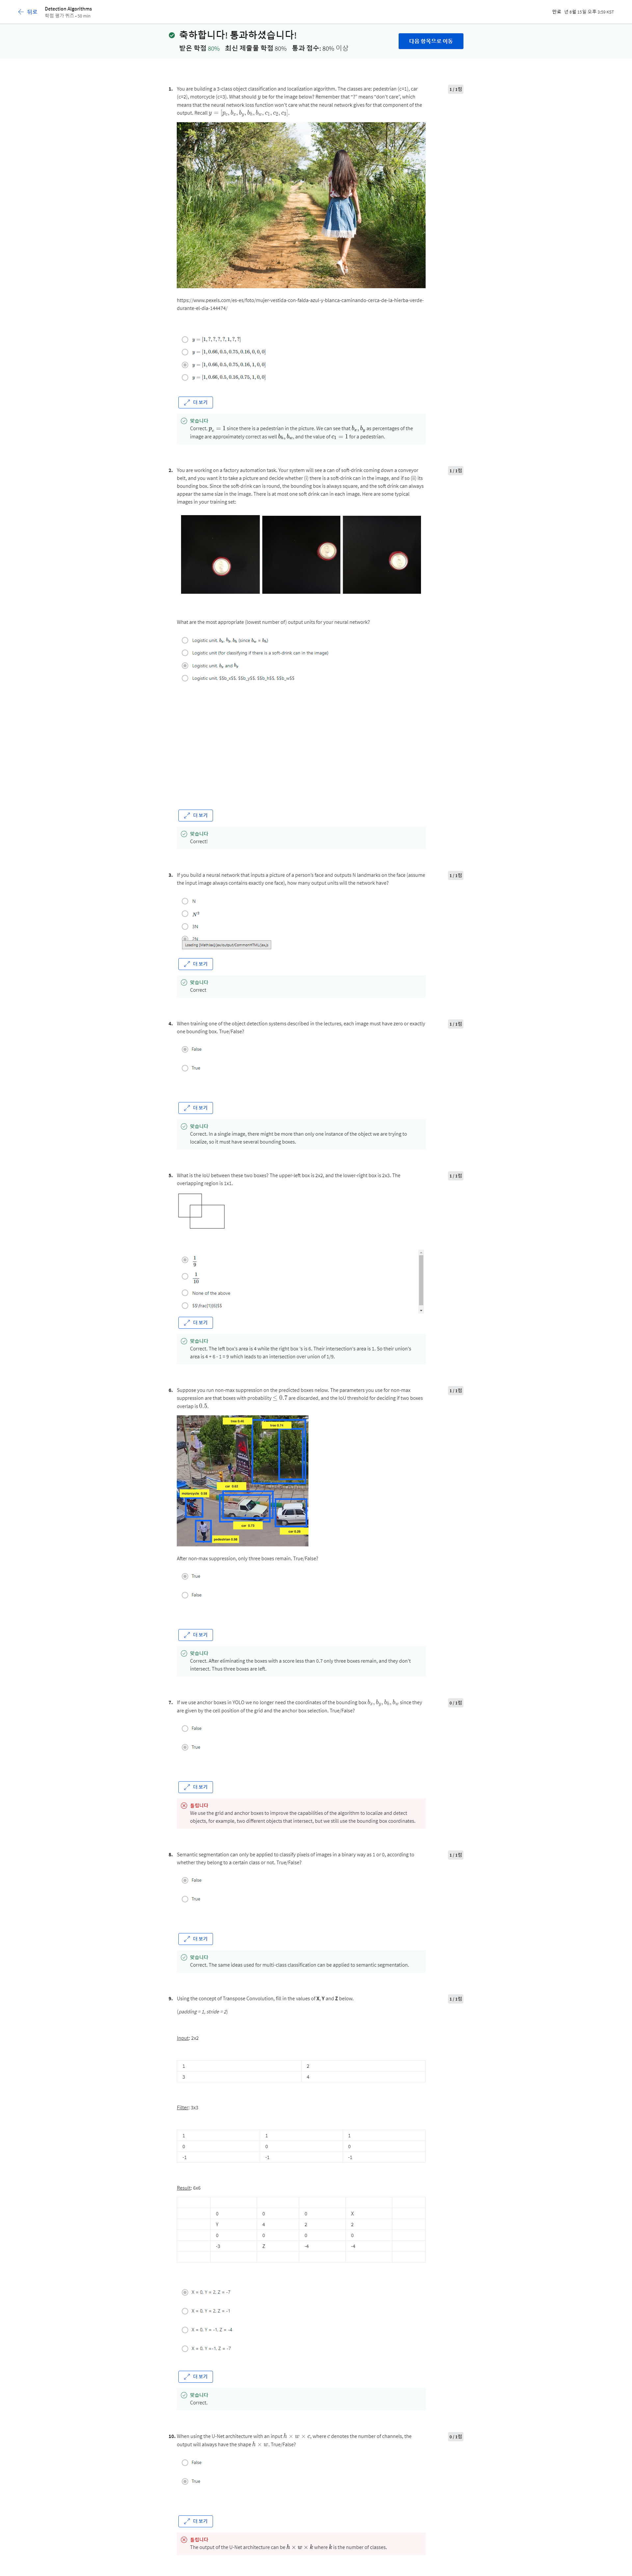 뒤로
Detection Algorithms
학점 평가 퀴즈 • 50 min
만료 년 8월 15일 오후 3:59 KST
축하합니다! 통과하셨습니다!
받은 학점 80% 최신 제출물 학점 80% 통과 점수: 80% 이상
다음 항목으로 이동
1. You are building a 3-class object classification and localization algorithm. The classes are: pedestrian (c=1), car
(c=2), motorcycle (c=3). What should y be for the image below? Remember that "?" means "don't care", which
means that the neural network loss function won't care what the neural network gives for that component of the
output. Recall y = [p_c, b_x, b_y, b_h, b_w, c_1, c_2, c_3].
1 / 1점
https://www.pexels.com/es-es/foto/mujer-vestida-con-falda-azul-y-blanca-caminando-cerca-de-la-hierba-verde-
durante-el-dia-144474/
y = [1, ?, ?, ?, ?, 1, ?, ?]
y = [1, 0.66, 0.5, 0.75, 0.16, 0, 0, 0]
y = [1, 0.66, 0.5, 0.75, 0.16, 1, 0, 0]
y = [1, 0.66, 0.5, 0.16, 0.75, 1, 0, 0]
더 보기
맞습니다
Correct. p_c = 1 since there is a pedestrian in the picture. We can see that b_x, b_y as percentages of the
image are approximately correct as well b_h, b_w, and the value of c_1 = 1 for a pedestrian.
2. You are working on a factory automation task. Your system will see a can of soft-drink coming down a conveyor
belt, and you want it to take a picture and decide whether (i) there is a soft-drink can in the image, and if so (ii) its
bounding box. Since the soft-drink can is round, the bounding box is always square, and the soft drink can always
appear the same size in the image. There is at most one soft drink can in each image. Here are some typical
images in your training set:
1 / 1점
What are the most appropriate (lowest number of) output units for your neural network?
Logistic unit, b_x, b_y, b_h (since b_w = b_h)
Logistic unit (for classifying if there is a soft-drink can in the image)
Logistic unit, b_x and b_y
Logistic unit, $$b_x$$, $$b_y$$, $$b_h$$, $$b_w$$
더 보기
맞습니다
Correct!
3. If you build a neural network that inputs a picture of a person's face and outputs N landmarks on the face (assume
the input image always contains exactly one face), how many output units will the network have?
1 / 1점
N
N²
3N
2N
Loading [MathJax]/jax/output/CommonHTML/jax.js
더 보기
맞습니다
Correct
4. When training one of the object detection systems described in the lectures, each image must have zero or exactly
one bounding box. True/False?
1 / 1점
False
True
더 보기
맞습니다
Correct. In a single image, there might be more than only one instance of the object we are trying to
localize, so it must have several bounding boxes.
5. What is the IoU between these two boxes? The upper-left box is 2x2, and the lower-right box is 2x3. The
overlapping region is 1x1.
1 / 1점
1/9
1/10
None of the above
$$\frac{1}{6}$$
더 보기
맞습니다
Correct. The left box's area is 4 while the right box 's is 6. Their intersection's area is 1. So their union's
area is 4 + 6 - 1 = 9 which leads to an intersection over union of 1/9.
6. Suppose you run non-max suppression on the predicted boxes below. The parameters you use for non-max
suppression are that boxes with probability ≤ 0.7 are discarded, and the IoU threshold for deciding if two boxes
overlap is 0.5.
1 / 1점
After non-max suppression, only three boxes remain. True/False?
True
False
더 보기
맞습니다
Correct. After eliminating the boxes with a score less than 0.7 only three boxes remain, and they don't
intersect. Thus three boxes are left.
7. If we use anchor boxes in YOLO we no longer need the coordinates of the bounding box b_x, b_y, b_h, b_w since they
are given by the cell position of the grid and the anchor box selection. True/False?
0 / 1점
False
True
더 보기
틀립니다
We use the grid and anchor boxes to improve the capabilities of the algorithm to localize and detect
objects, for example, two different objects that intersect, but we still use the bounding box coordinates.
8. Semantic segmentation can only be applied to classify pixels of images in a binary way as 1 or 0, according to
whether they belong to a certain class or not. True/False?
1 / 1점
False
True
더 보기
맞습니다
Correct. The same ideas used for multi-class classification can be applied to semantic segmentation.
9. Using the concept of Transpose Convolution, fill in the values of X, Y and Z below.
1 / 1점
(padding = 1, stride = 2)
Input: 2x2
1 2
3 4
Filter: 3x3
1 1 1
0 0 0
-1 -1 -1
Result: 6x6
0 0 0 X
Y 4 2 2
0 0 0 0
-3 Z -4 -4
X = 0, Y = 2, Z = -7
X = 0, Y = 2, Z = -1
X = 0, Y = -1, Z = -4
X = 0, Y =-1, Z = -7
더 보기
맞습니다
Correct.
10. When using the U-Net architecture with an input h × w × c, where c denotes the number of channels, the
output will always have the shape h × w. True/False?
0 / 1점
False
True
더 보기
틀립니다
The output of the U-Net architecture can be h × w × k where k is the number of classes.